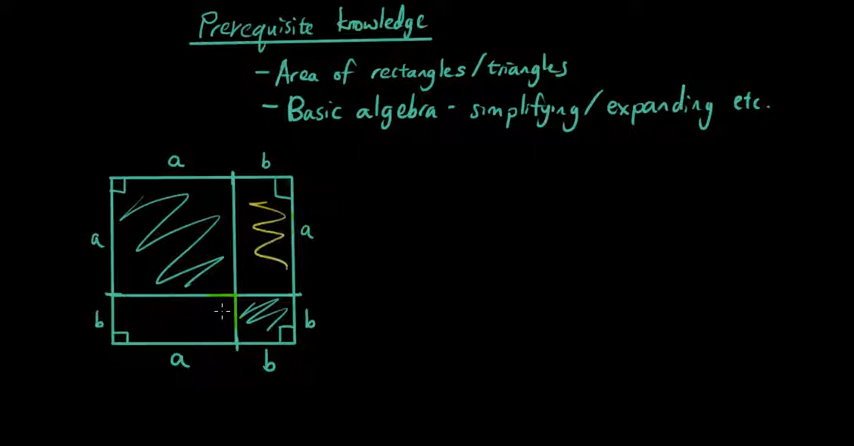 Prerequisite knowledge
- Area of rectangles/triangles
- Basic algebra - simplifying/expanding etc.
a b
a a
b b
a b